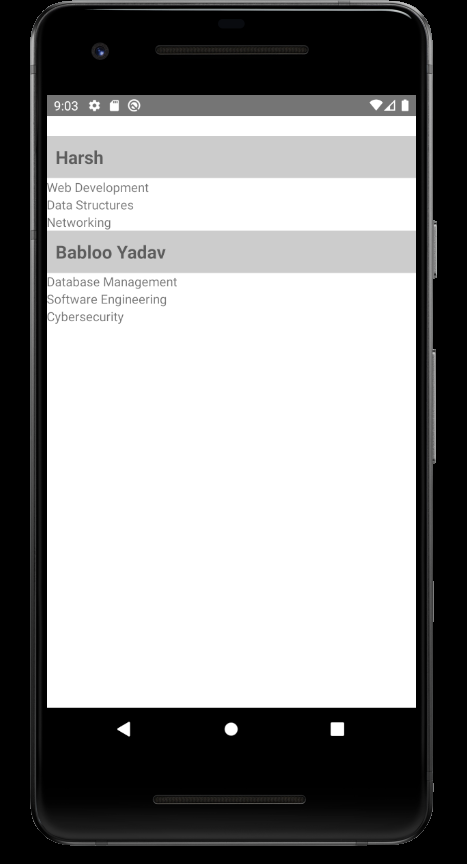 9:03
Harsh
Web Development
Data Structures
Networking
Babloo Yadav
Database Management
Software Engineering
Cybersecurity